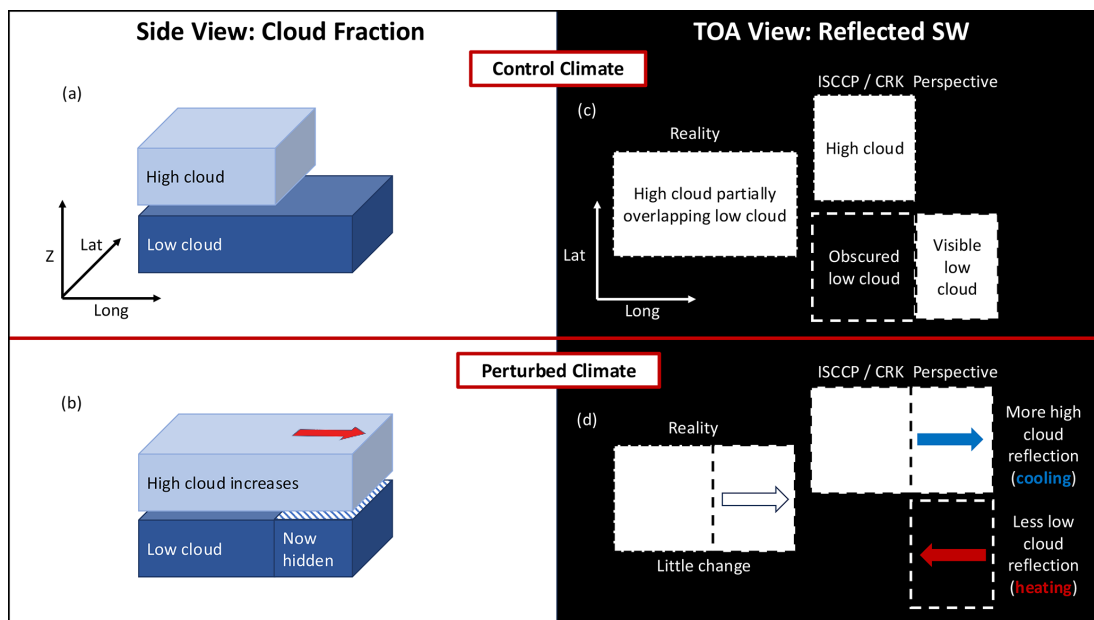 Side View: Cloud Fraction
TOA View: Reflected SW
Control Climate
(a)
High cloud
Low cloud
Z
Lat
Long
(c)
Reality
High cloud partially
overlapping low cloud
Lat
Long
ISCCP / CRK Perspective
High cloud
Obscured
low cloud
Visible
low
cloud
Perturbed Climate
(b)
High cloud increases
Low cloud
Now
hidden
(d)
Reality
Little change
ISCCP / CRK Perspective
More high
cloud
reflection
(cooling)
Less low
cloud
reflection
(heating)